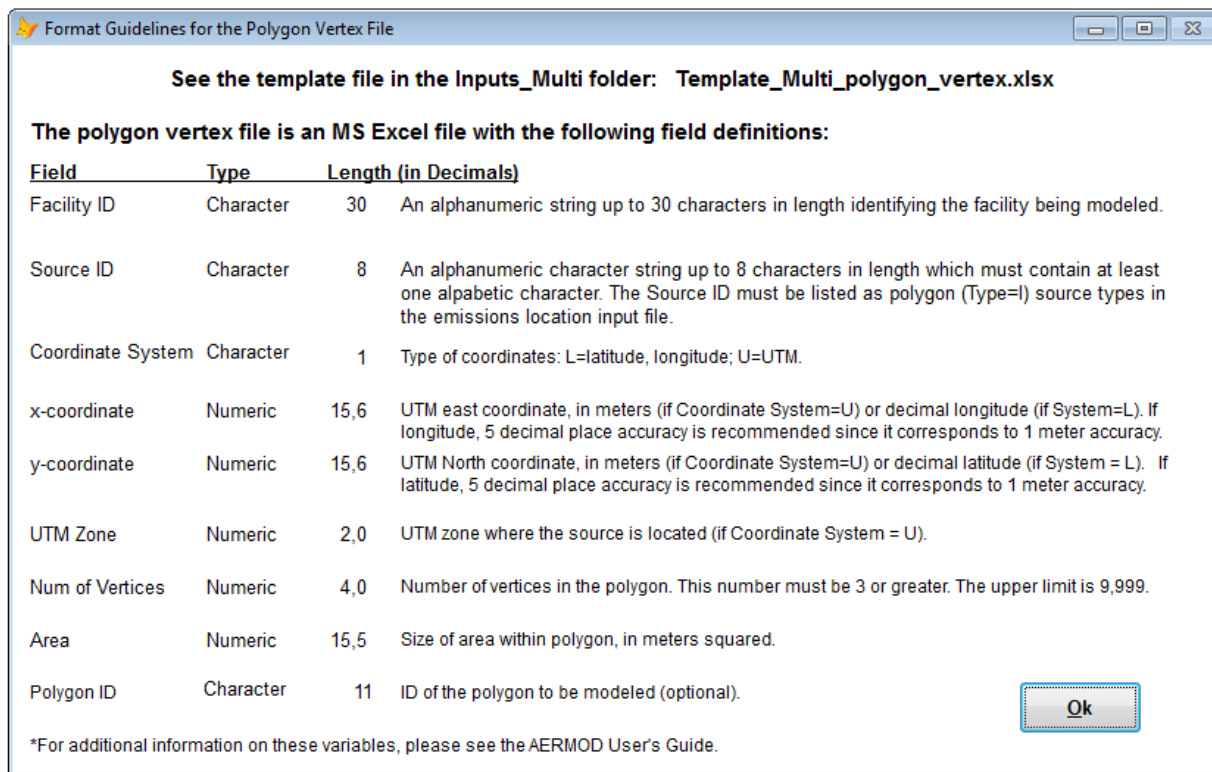 Format Guidelines for the Polygon Vertex File
See the template file in the Inputs_Multi folder: Template_Multi_polygon_vertex.xlsx
The polygon vertex file is an MS Excel file with the following field definitions:
Field Type Length (in Decimals)
Facility ID Character 30 An alphanumeric string up to 30 characters in length identifying the facility being modeled.
Source ID Character 8 An alphanumeric character string up to 8 characters in length which must contain at least
one alpabetic character. The Source ID must be listed as polygon (Type=I) source types in
the emissions location input file.
Coordinate System Character 1 Type of coordinates: L=latitude, longitude; U=UTM.
x-coordinate Numeric 15,6 UTM east coordinate, in meters (if Coordinate System=U) or decimal longitude (if System=L). If
longitude, 5 decimal place accuracy is recommended since it corresponds to 1 meter accuracy.
y-coordinate Numeric 15,6 UTM North coordinate, in meters (if Coordinate System=U) or decimal latitude (if System = L). If
latitude, 5 decimal place accuracy is recommended since it corresponds to 1 meter accuracy.
UTM Zone Numeric 2,0 UTM zone where the source is located (if Coordinate System = U).
Num of Vertices Numeric 4,0 Number of vertices in the polygon. This number must be 3 or greater. The upper limit is 9,999.
Area Numeric 15,5 Size of area within polygon, in meters squared.
Polygon ID Character 11 ID of the polygon to be modeled (optional).
Ok
*For additional information on these variables, please see the AERMOD User's Guide.